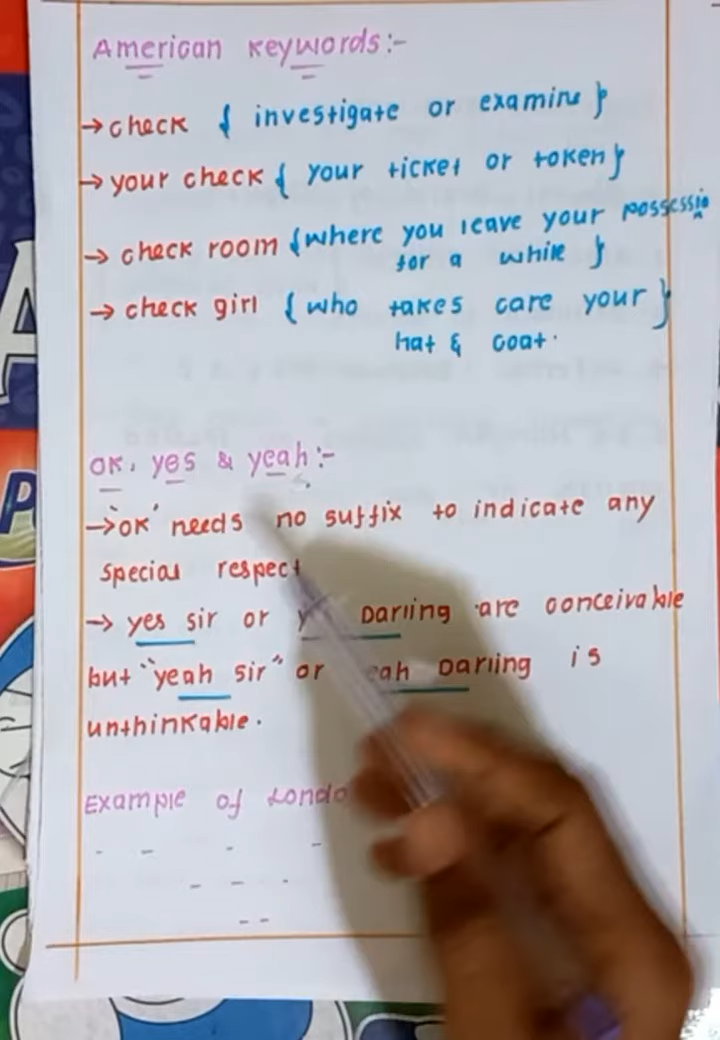 American Keywords:-
→ check { investigate or examine }
→ your check { your ticket or token }
→ check room { where you leave your possessio
for a while }
→ check girl { who takes care your }
hat & coat.
OK, yes & yeah :-
→ 'OK' needs no suffix to indicate any
special respect
→ yes sir or Darling are conceivable
but "yeah sir" or Darling is
unthinkable.
Example of